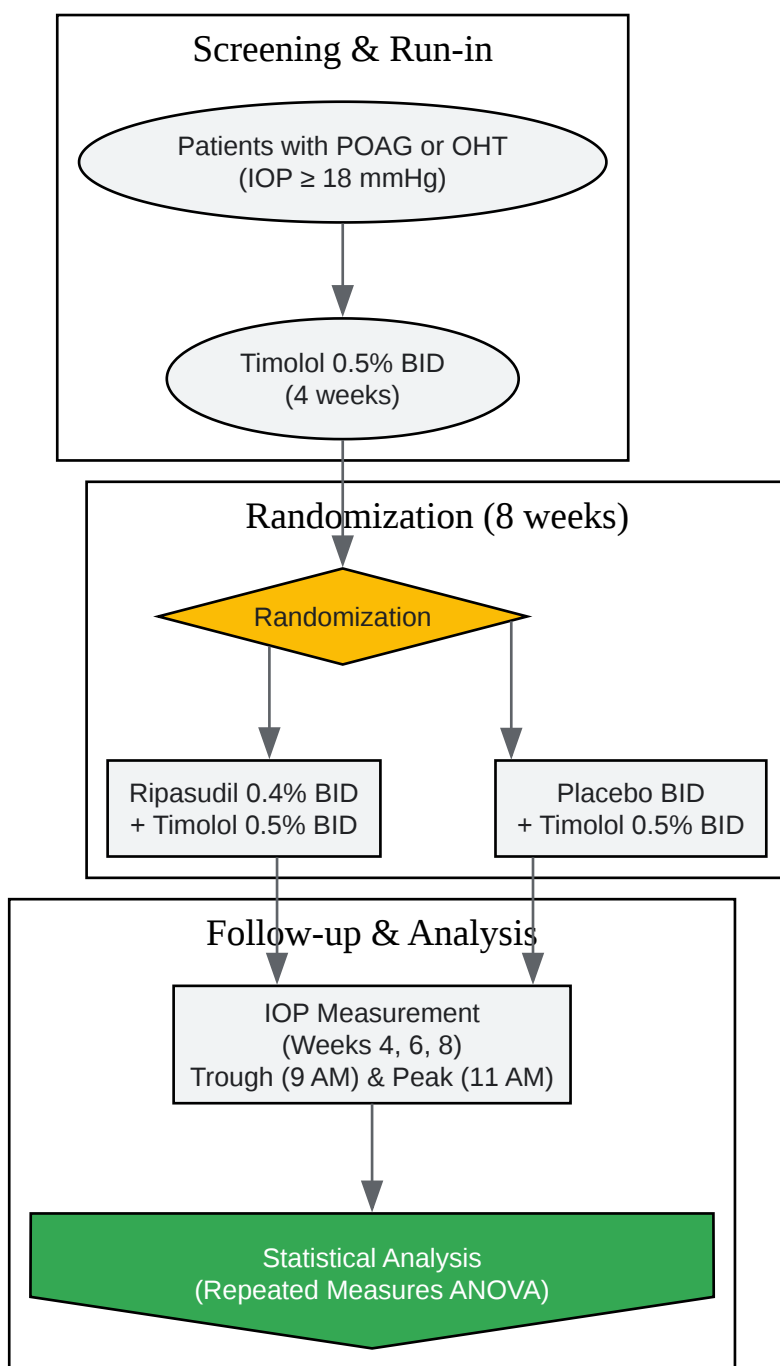 Screening & Run-in
Patients with POAG or OHT
(IOP ≥ 18 mmHg)
Timolol 0.5% BID
(4 weeks)
Randomization (8 weeks)
Randomization
Ripasudil 0.4% BID
+ Timolol 0.5% BID
Placebo BID
+ Timolol 0.5% BID
Follow-up & Analysis
IOP Measurement
(Weeks 4, 6, 8)
Trough (9 AM) & Peak (11 AM)
Statistical Analysis
(Repeated Measures ANOVA)